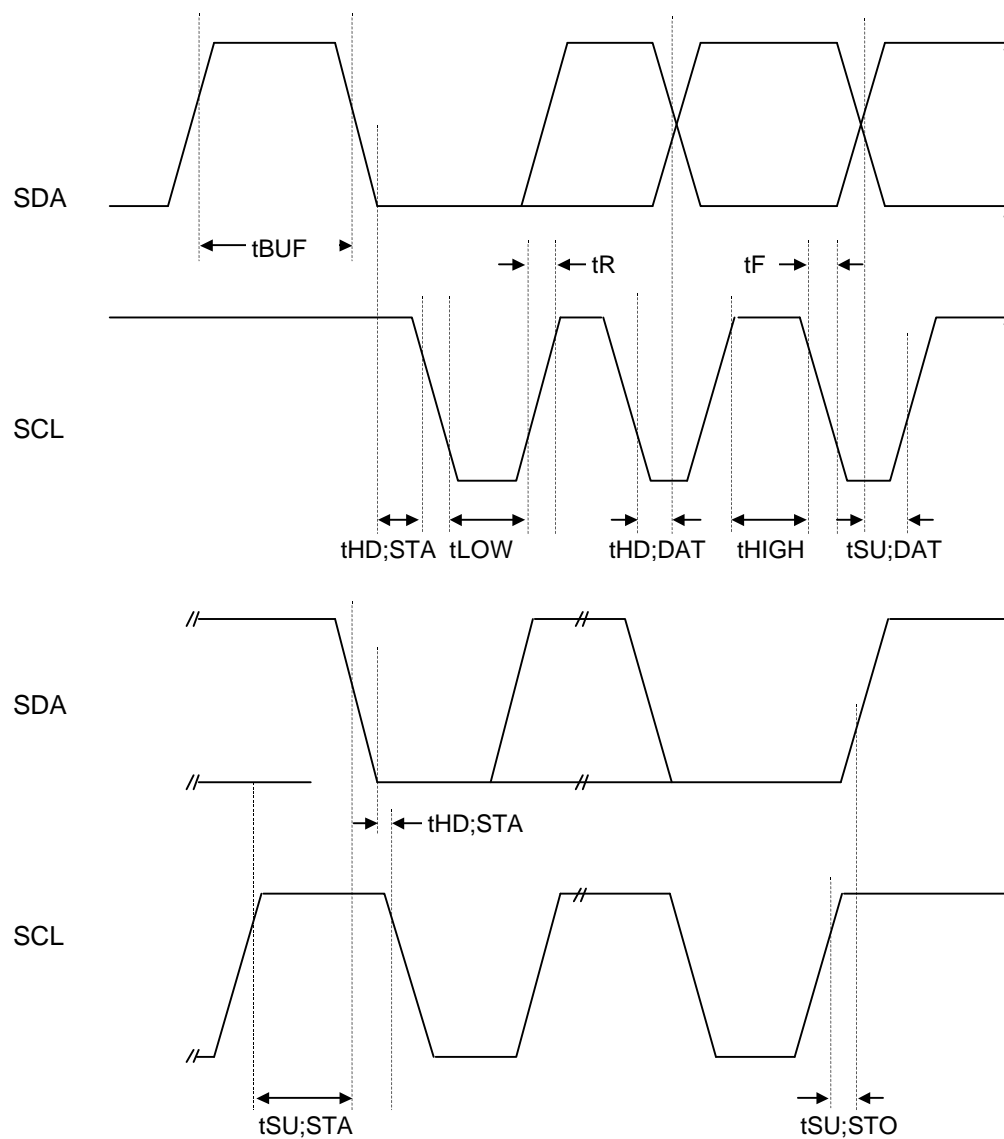 SDA
tBUF
tR
tF
SCL
tHD;STA tLOW tHD;DAT tHIGH tSU;DAT
SDA
tHD;STA
SCL
tSU;STA tSU;STO